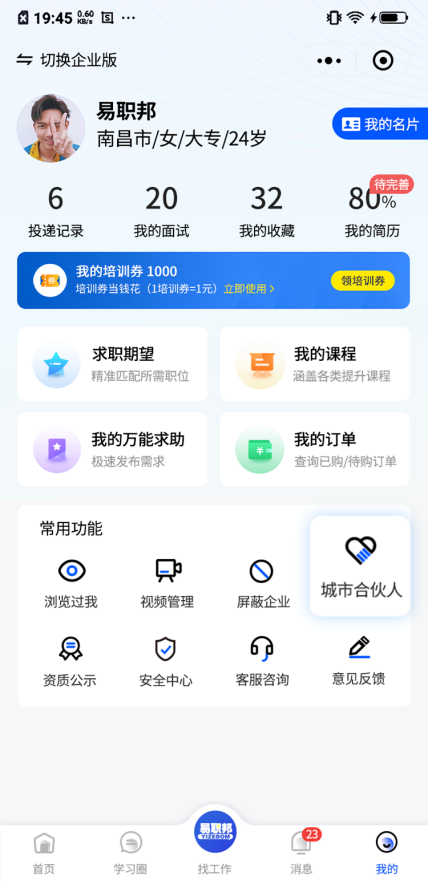 19:45 0.60 KB/s
切换企业版
易职邦
南昌市/女/大专/24岁
我的名片
6 20 32 80% 待完善
投递记录 我的面试 我的收藏 我的简历
我的培训券 1000
培训券当钱花（1培训券=1元）立即使用
领培训券
求职期望 我的课程
精准匹配所需职位 涵盖各类提升课程
我的万能求助 我的订单
极速发布需求 查询已购/待购订单
常用功能
浏览过我 视频管理 屏蔽企业 城市合伙人
资质公示 安全中心 客服咨询 意见反馈
易职邦
YIZEBOM
23
首页 学习圈 找工作 消息 我的